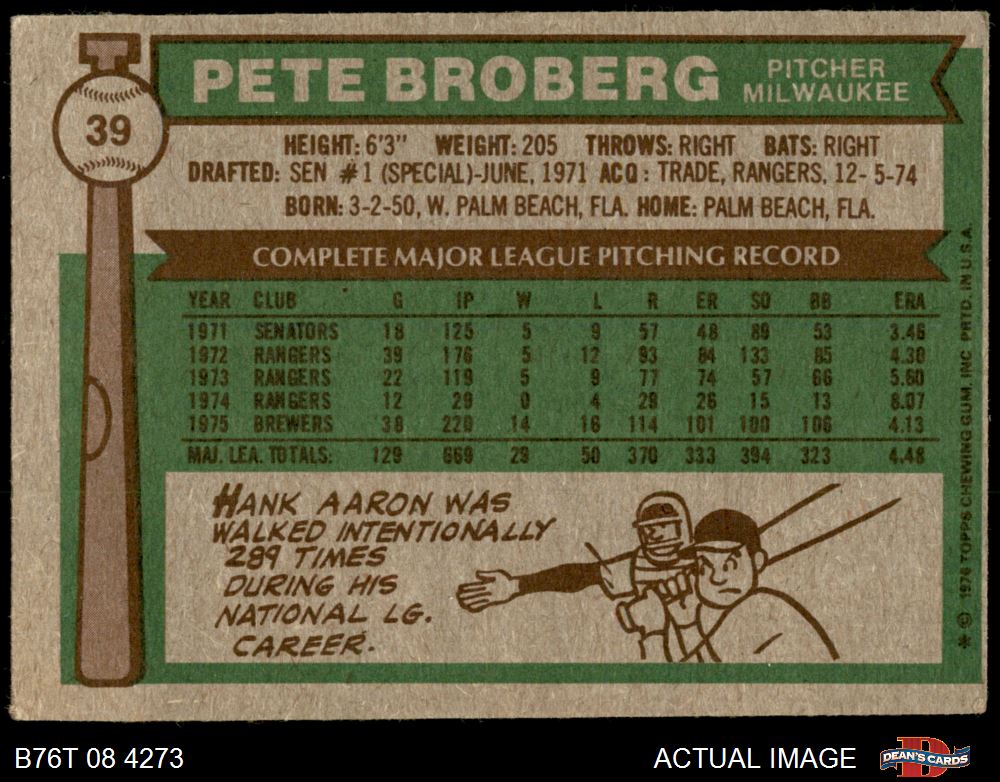 39
PETE BROBERG
PITCHER
MILWAUKEE
HEIGHT: 6'3" WEIGHT: 205 THROWS: RIGHT BATS: RIGHT
DRAFTED: SEN #1 (SPECIAL)-JUNE, 1971 ACQ: TRADE, RANGERS, 12-5-74
BORN: 3-2-50, W. PALM BEACH, FLA. HOME: PALM BEACH, FLA.
COMPLETE MAJOR LEAGUE PITCHING RECORD
YEAR CLUB G IP W L R ER SO BB ERA
1971 SENATORS 18 125 5 9 57 48 89 53 3.46
1972 RANGERS 39 176 5 12 93 84 133 85 4.30
1973 RANGERS 22 119 5 9 77 74 57 66 5.60
1974 RANGERS 12 29 0 4 29 26 15 13 8.07
1975 BREWERS 38 220 14 16 114 101 100 106 4.13
MAJ. LEA. TOTALS: 129 669 29 50 370 333 394 323 4.48
HANK AARON WAS
WALKED INTENTIONALLY
289 TIMES
DURING HIS
NATIONAL LG.
CAREER.
* © 1976 TOPPS CHEWING GUM, INC. PRTD. IN U.S.A.
B76T 08 4273
ACTUAL IMAGE
DEAN'S CARDS